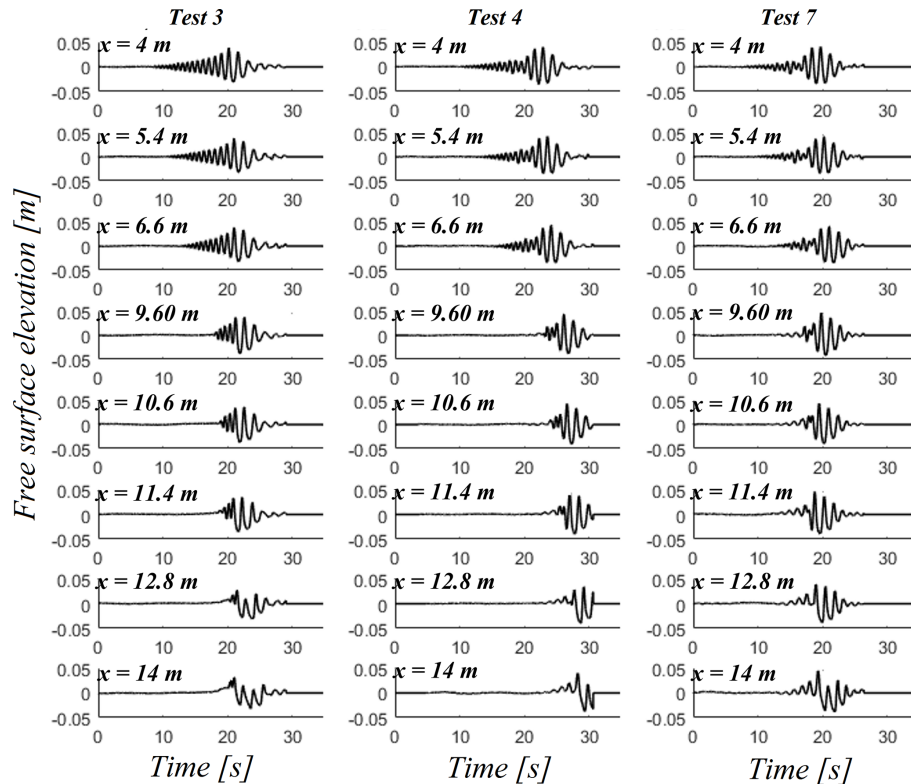 Test 3 Test 4 Test 7
x = 4 m x = 4 m x = 4 m
0.05 0.05 0.05
0 0 0
-0.05 -0.05 -0.05
0 10 20 30 0 10 20 30 0 10 20 30
x = 5.4 m x = 5.4 m x = 5.4 m
0.05 0.05 0.05
0 0 0
-0.05 -0.05 -0.05
0 10 20 30 0 10 20 30 0 10 20 30
x = 6.6 m x = 6.6 m x = 6.6 m
0.05 0.05 0.05
0 0 0
-0.05 -0.05 -0.05
0 10 20 30 0 10 20 30 0 10 20 30
x = 9.60 m x = 9.60 m x = 9.60 m
0.05 0.05 0.05
0 0 0
-0.05 -0.05 -0.05
0 10 20 30 0 10 20 30 0 10 20 30
x = 10.6 m x = 10.6 m x = 10.6 m
0.05 0.05 0.05
0 0 0
-0.05 -0.05 -0.05
0 10 20 30 0 10 20 30 0 10 20 30
x = 11.4 m x = 11.4 m x = 11.4 m
0.05 0.05 0.05
0 0 0
-0.05 -0.05 -0.05
0 10 20 30 0 10 20 30 0 10 20 30
x = 12.8 m x = 12.8 m x = 12.8 m
0.05 0.05 0.05
0 0 0
-0.05 -0.05 -0.05
0 10 20 30 0 10 20 30 0 10 20 30
x = 14 m x = 14 m x = 14 m
0.05 0.05 0.05
0 0 0
-0.05 -0.05 -0.05
0 10 20 30 0 10 20 30 0 10 20 30
Time [s] Time [s] Time [s]
Free surface elevation [m]